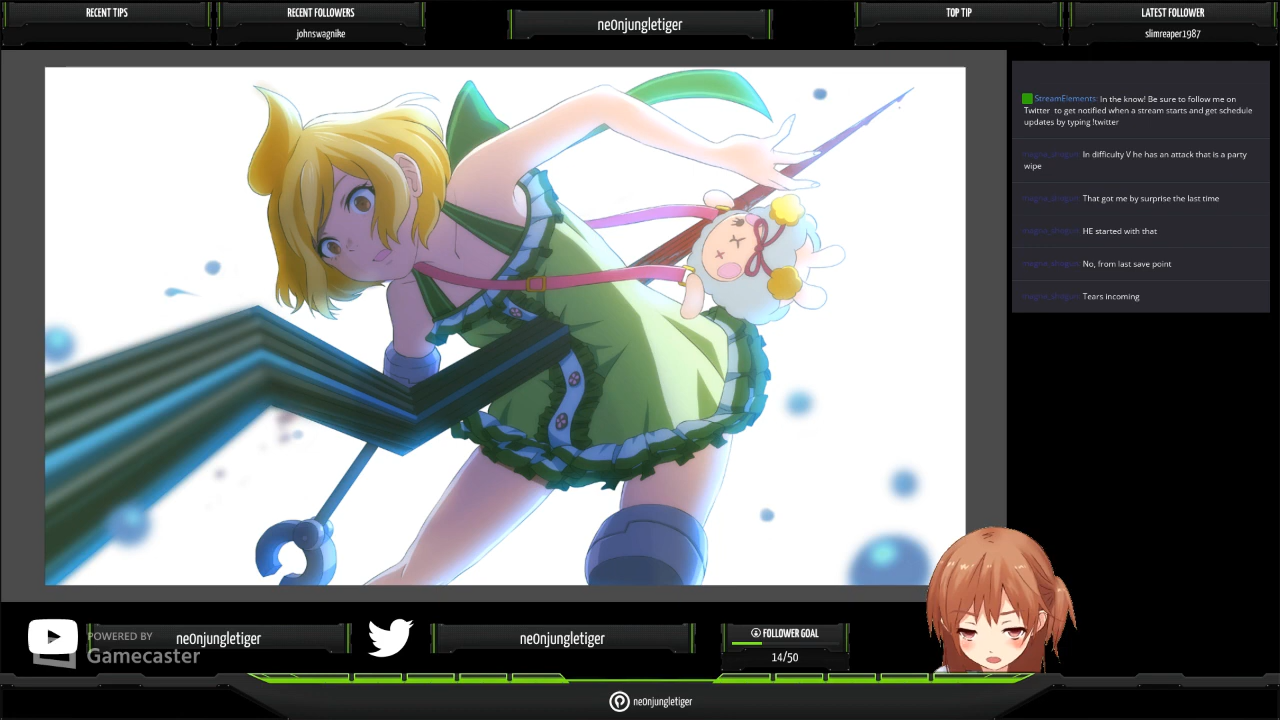 RECENT TIPS
RECENT FOLLOWERS
johnswagnike
ne0njungletiger
TOP TIP
LATEST FOLLOWER
slimreaper1987
StreamElements: In the know! Be sure to follow me on
Twitter to get notified when a stream starts and get schedule
updates by typing !twitter
In difficulty V he has an attack that is a party
wipe
That got me by surprise the last time
HE started with that
No, from last save point
Tears incoming
POWERED BY
Gamecaster
ne0njungletiger
ne0njungletiger
FOLLOWER GOAL
14/50
ne0njungletiger